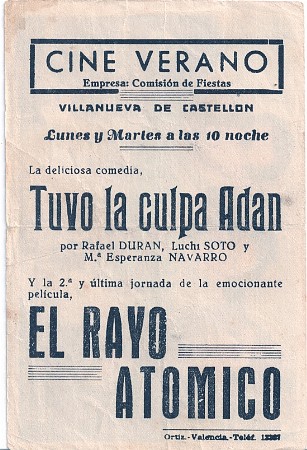 CINE VERANO
Empresa: Comisión de Fiestas
VILLANUEVA DE CASTELLON
Lunes y Martes a las 10 noche
La deliciosa comedia,
Tuvo la culpa Adan
por Rafael DURAN, Luchi SOTO y
M.ª Esperanza NAVARRO
Y la 2.ª y última jornada de la emocionante
película,
EL RAYO
ATOMICO
Ortiz.-Valencia.-Teléf.